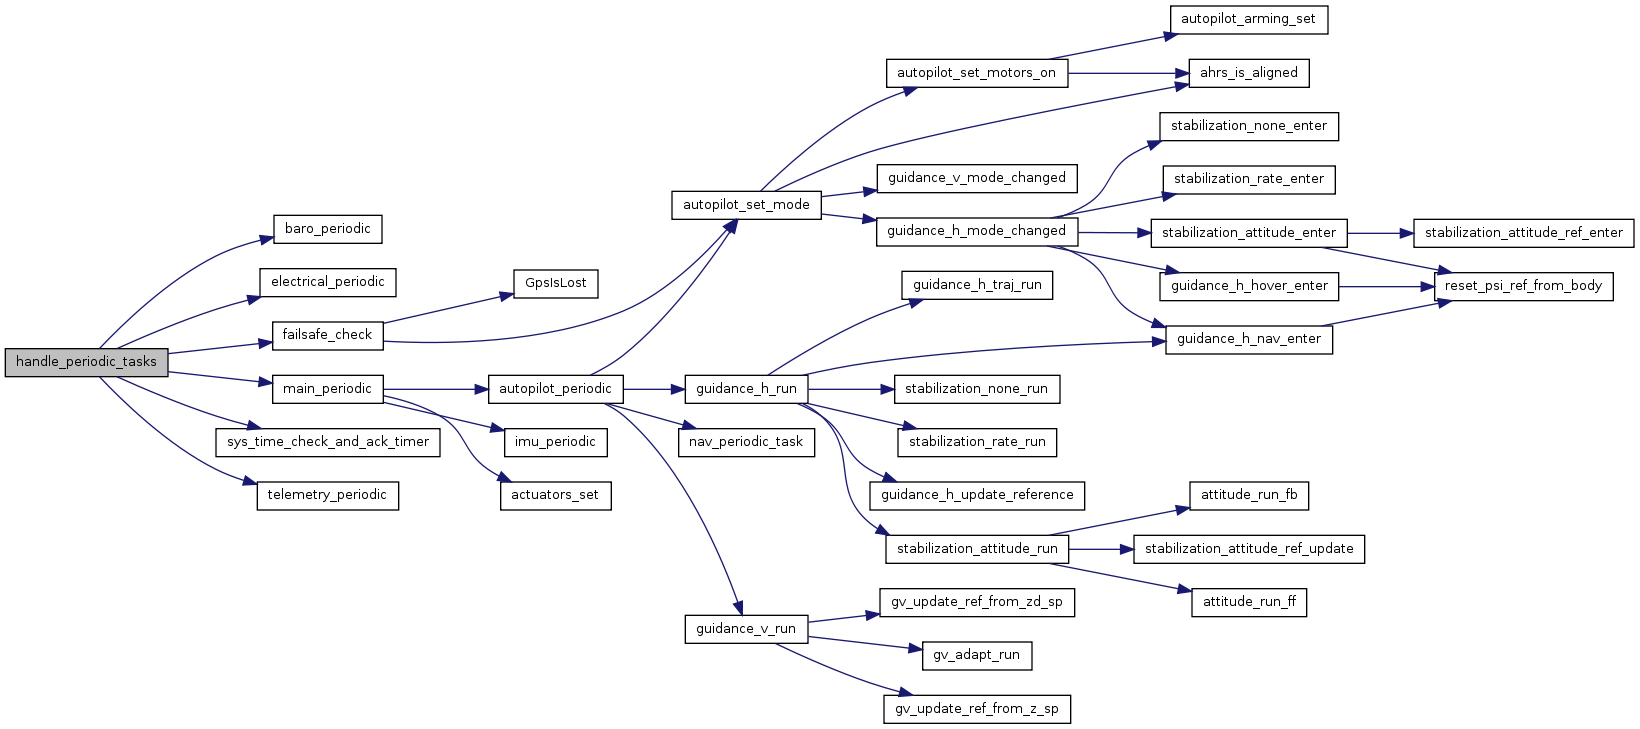 autopilot_arming_set
autopilot_set_motors_on
ahrs_is_aligned
stabilization_none_enter
guidance_v_mode_changed
stabilization_rate_enter
autopilot_set_mode
baro_periodic
guidance_h_mode_changed
stabilization_attitude_enter
stabilization_attitude_ref_enter
electrical_periodic
GpsIsLost
guidance_h_traj_run
guidance_h_hover_enter
reset_psi_ref_from_body
failsafe_check
guidance_h_nav_enter
handle_periodic_tasks
main_periodic
autopilot_periodic
guidance_h_run
stabilization_none_run
sys_time_check_and_ack_timer
imu_periodic
nav_periodic_task
stabilization_rate_run
telemetry_periodic
actuators_set
guidance_h_update_reference
attitude_run_fb
stabilization_attitude_run
stabilization_attitude_ref_update
gv_update_ref_from_zd_sp
attitude_run_ff
guidance_v_run
gv_adapt_run
gv_update_ref_from_z_sp